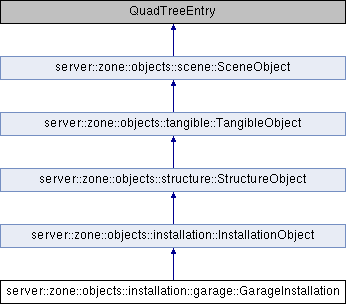 QuadTreeEntry
server::zone::objects::scene::SceneObject
server::zone::objects::tangible::TangibleObject
server::zone::objects::structure::StructureObject
server::zone::objects::installation::InstallationObject
server::zone::objects::installation::garage::GarageInstallation